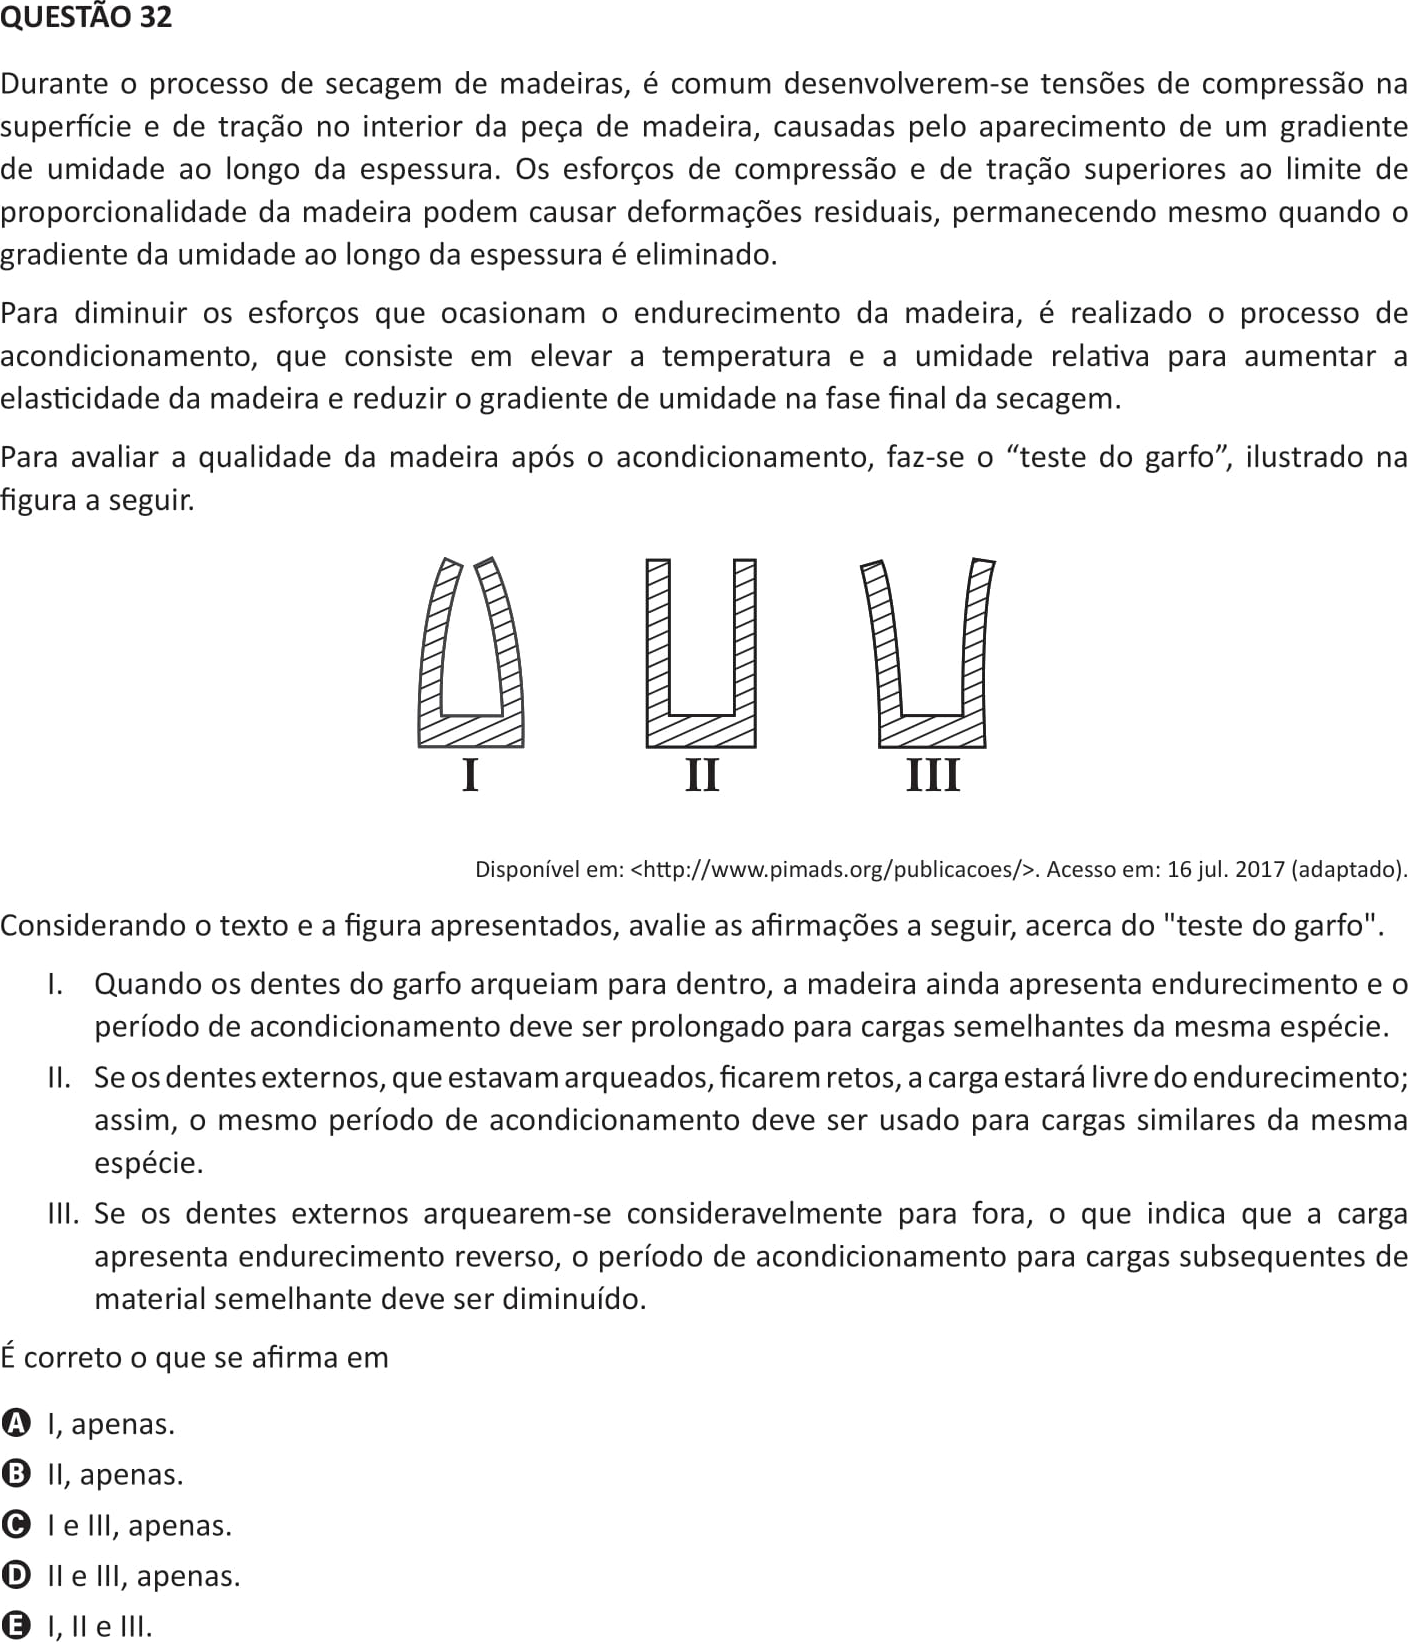 QUESTÃO 32
Durante o processo de secagem de madeiras, é comum desenvolverem-se tensões de compressão na
superfície e de tração no interior da peça de madeira, causadas pelo aparecimento de um gradiente
de umidade ao longo da espessura. Os esforços de compressão e de tração superiores ao limite de
proporcionalidade da madeira podem causar deformações residuais, permanecendo mesmo quando o
gradiente da umidade ao longo da espessura é eliminado.
Para diminuir os esforços que ocasionam o endurecimento da madeira, é realizado o processo de
acondicionamento, que consiste em elevar a temperatura e a umidade relativa para aumentar a
elasticidade da madeira e reduzir o gradiente de umidade na fase final da secagem.
Para avaliar a qualidade da madeira após o acondicionamento, faz-se o “teste do garfo”, ilustrado na
figura a seguir.
I II III
Disponível em: <http://www.pimads.org/publicacoes/>. Acesso em: 16 jul. 2017 (adaptado).
Considerando o texto e a figura apresentados, avalie as afirmações a seguir, acerca do "teste do garfo".
I. Quando os dentes do garfo arqueiam para dentro, a madeira ainda apresenta endurecimento e o
período de acondicionamento deve ser prolongado para cargas semelhantes da mesma espécie.
II. Se os dentes externos, que estavam arqueados, ficarem retos, a carga estará livre do endurecimento;
assim, o mesmo período de acondicionamento deve ser usado para cargas similares da mesma
espécie.
III. Se os dentes externos arquearem-se consideravelmente para fora, o que indica que a carga
apresenta endurecimento reverso, o período de acondicionamento para cargas subsequentes de
material semelhante deve ser diminuído.
É correto o que se afirma em
A I, apenas.
B II, apenas.
C I e III, apenas.
D II e III, apenas.
E I, II e III.